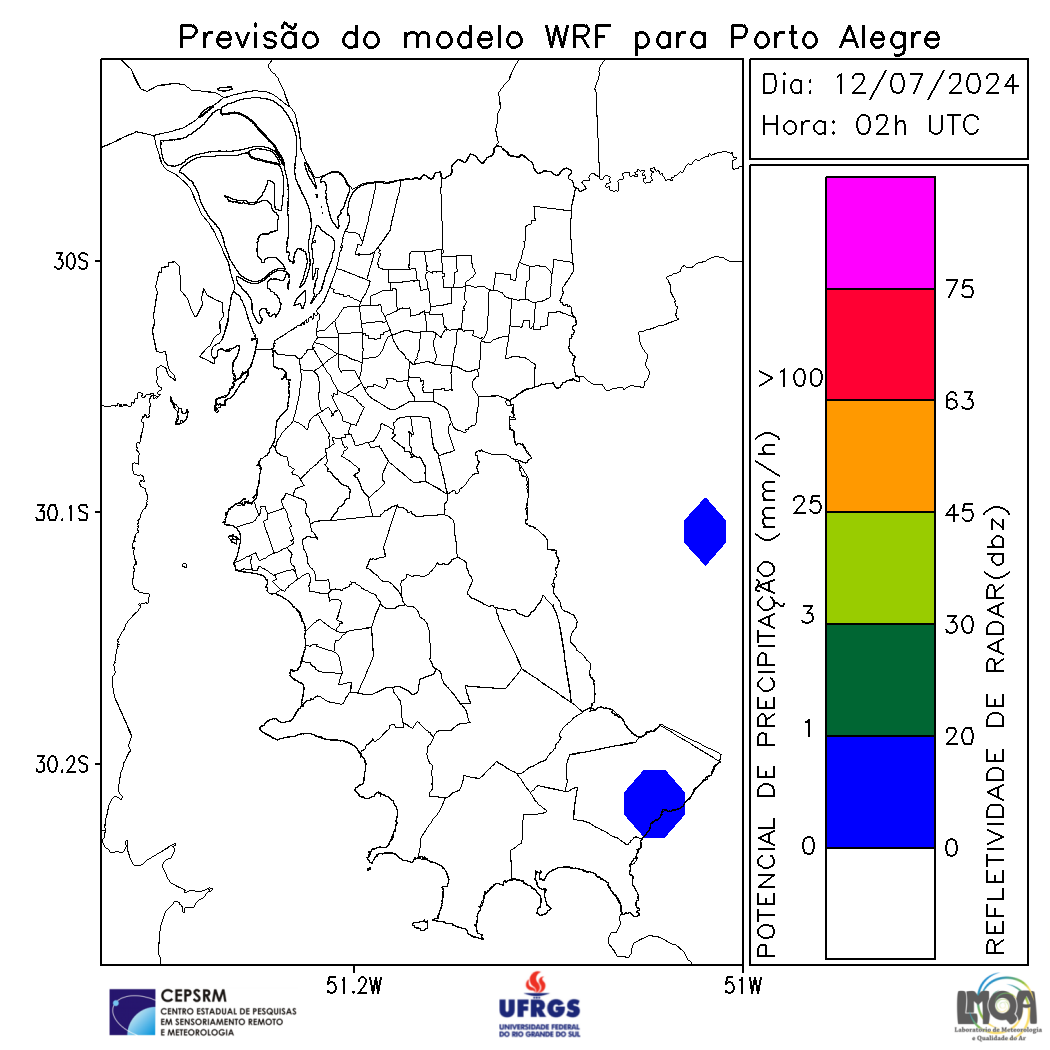 Previsão do modelo WRF para Porto Alegre
Dia: 12/07/2024
Hora: 02h UTC
30S
30.1S
30.2S
51.2W
51W
POTENCIAL DE PRECIPITAÇÃO (mm/h)
>100
25
3
1
0
75
63
45
30
20
0
REFLETIVIDADE DE RADAR(dbz)
CEPSRM
CENTRO ESTADUAL DE PESQUISAS
EM SENSORIAMENTO REMOTO
E METEOROLOGIA
UFRGS
UNIVERSIDADE FEDERAL
DO RIO GRANDE DO SUL
LMQA
Laboratório de Meteorologia
e Qualidade do Ar